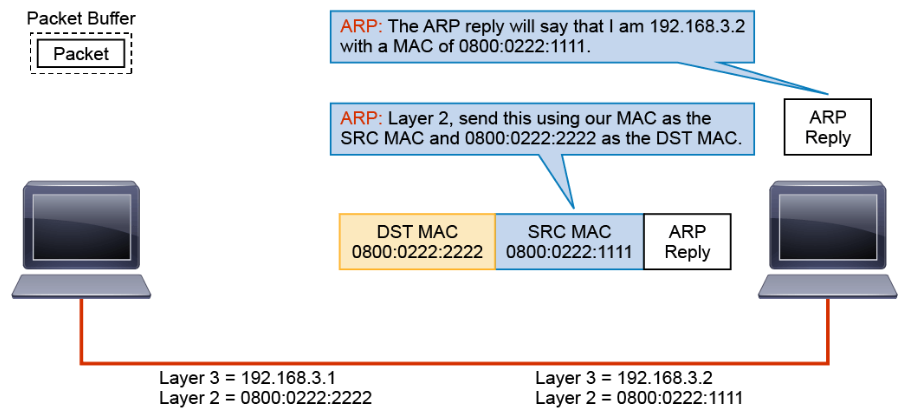 Packet Buffer
Packet
ARP: The ARP reply will say that I am 192.168.3.2
with a MAC of 0800:0222:1111.
ARP
Reply
ARP: Layer 2, send this using our MAC as the
SRC MAC and 0800:0222:2222 as the DST MAC.
DST MAC
0800:0222:2222
SRC MAC
0800:0222:1111
ARP
Reply
Layer 3 = 192.168.3.1
Layer 2 = 0800:0222:2222
Layer 3 = 192.168.3.2
Layer 2 = 0800:0222:1111